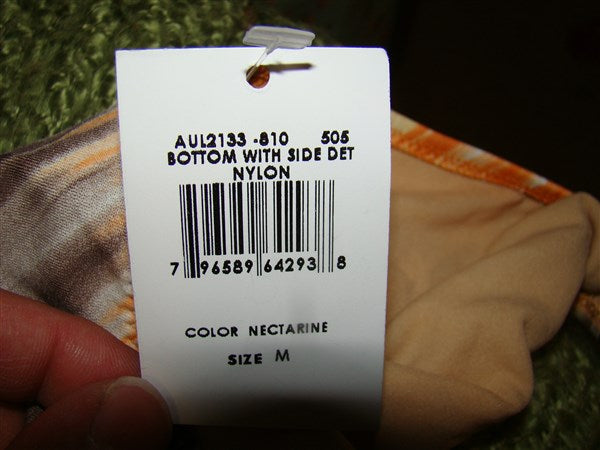 AUL2133 -810 505
BOTTOM WITH SIDE DET
NYLON
7 96589 64293 8
COLOR NECTARINE
SIZE M